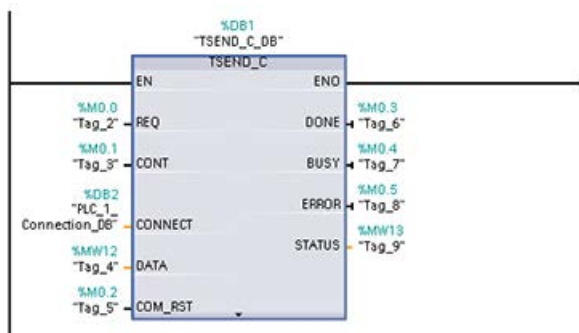 %DB1
"TSEND_C_DB"
TSEND_C
EN ENO
%M0.0 %M0.3
"Tag_2" REQ DONE "Tag_6"
%M0.1 %M0.4
"Tag_3" CONT BUSY "Tag_7"
%DB2 %M0.5
"PLC_1_ ERROR "Tag_8"
Connection_DB" CONNECT
%MW13
STATUS "Tag_9"
%MW12
"Tag_4" DATA
%M0.2
"Tag_5" COM_RST